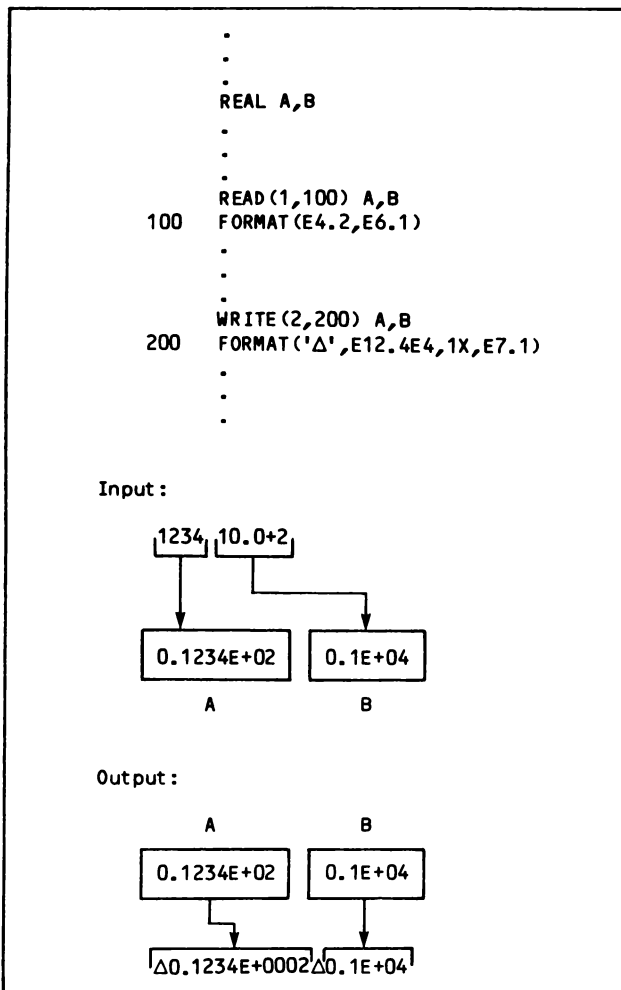 .
.
.
REAL A,B
.
.
.
READ(1,100) A,B
100 FORMAT(E4.2,E6.1)
.
.
.
WRITE(2,200) A,B
200 FORMAT('Δ',E12.4E4,1X,E7.1)
.
.
.
Input:
1234 10.0+2
0.1234E+02 0.1E+04
A B
Output:
A B
0.1234E+02 0.1E+04
Δ0.1234E+0002Δ0.1E+04